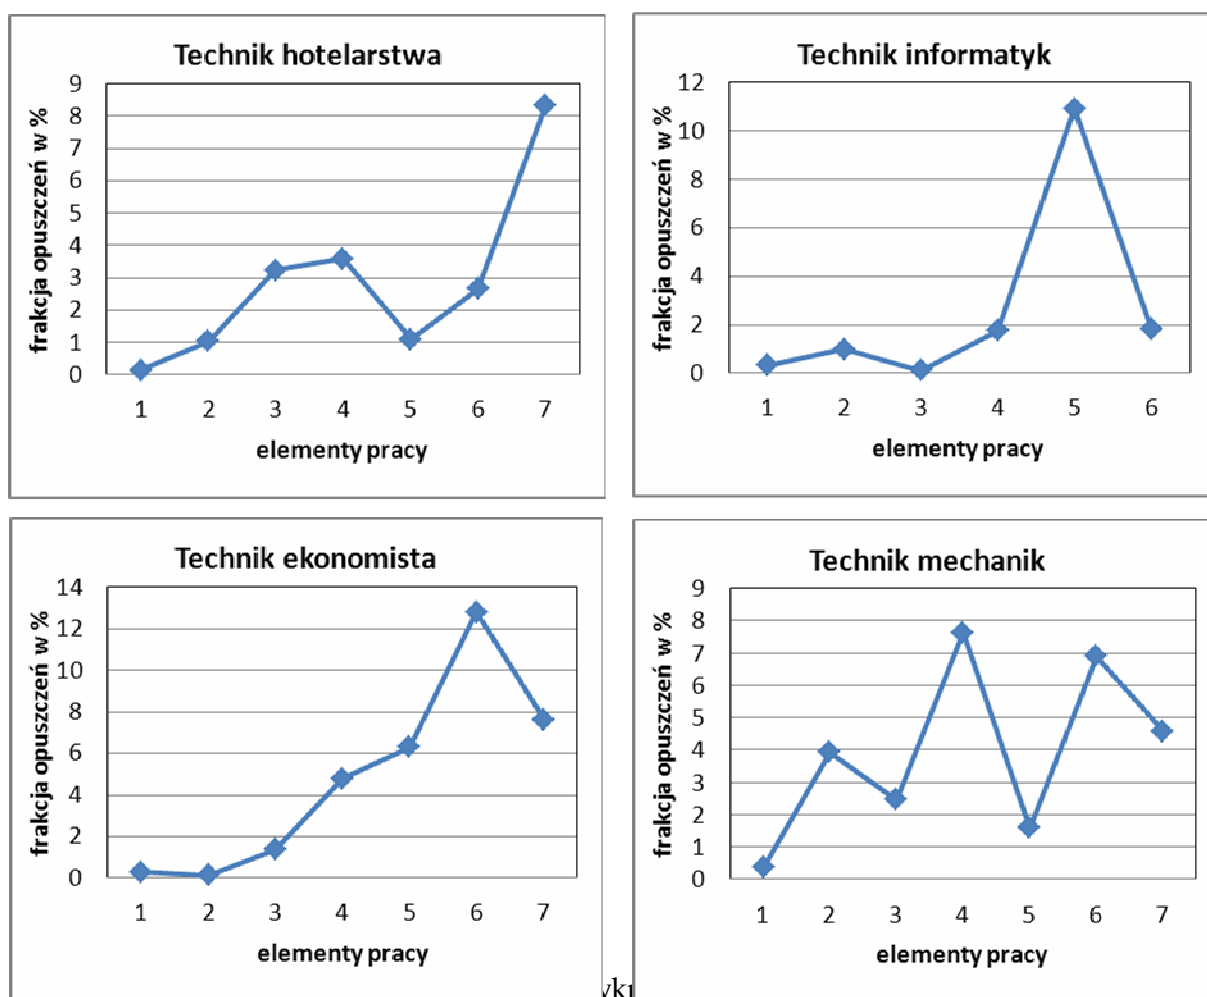 Technik hotelarstwa
frakcja opuszczeń w %
9
8
7
6
5
4
3
2
1
0
1 2 3 4 5 6 7
elementy pracy
Technik informatyk
frakcja opuszczeń w %
12
10
8
6
4
2
0
1 2 3 4 5 6
elementy pracy
Technik ekonomista
frakcja opuszczeń w %
14
12
10
8
6
4
2
0
1 2 3 4 5 6 7
elementy pracy
Technik mechanik
frakcja opuszczeń w %
9
8
7
6
5
4
3
2
1
0
1 2 3 4 5 6 7
elementy pracy